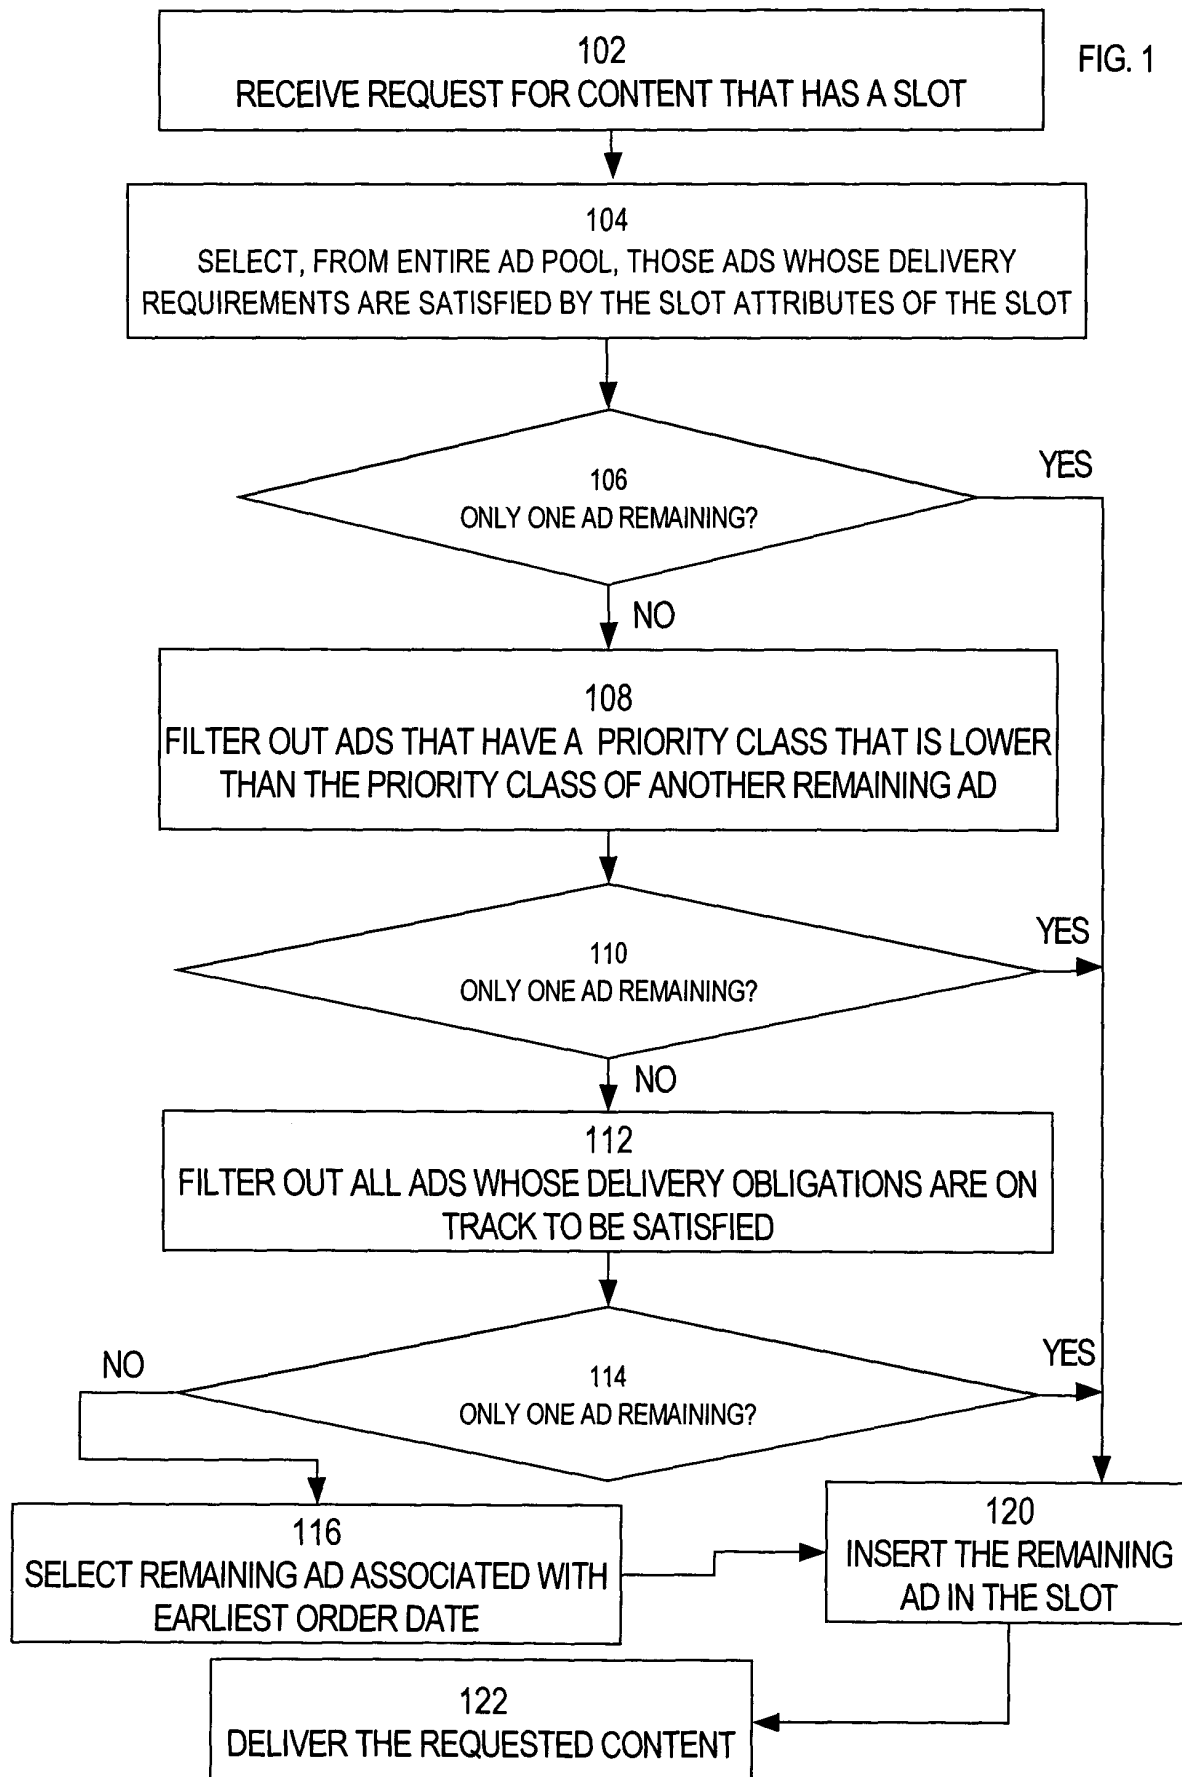 FIG. 1
102
RECEIVE REQUEST FOR CONTENT THAT HAS A SLOT
104
SELECT, FROM ENTIRE AD POOL, THOSE ADS WHOSE DELIVERY
REQUIREMENTS ARE SATISFIED BY THE SLOT ATTRIBUTES OF THE SLOT
YES
106
ONLY ONE AD REMAINING?
NO
108
FILTER OUT ADS THAT HAVE A PRIORITY CLASS THAT IS LOWER
THAN THE PRIORITY CLASS OF ANOTHER REMAINING AD
YES
110
ONLY ONE AD REMAINING?
NO
112
FILTER OUT ALL ADS WHOSE DELIVERY OBLIGATIONS ARE ON
TRACK TO BE SATISFIED
NO
YES
114
ONLY ONE AD REMAINING?
116
SELECT REMAINING AD ASSOCIATED WITH
EARLIEST ORDER DATE
120
INSERT THE REMAINING
AD IN THE SLOT
122
DELIVER THE REQUESTED CONTENT